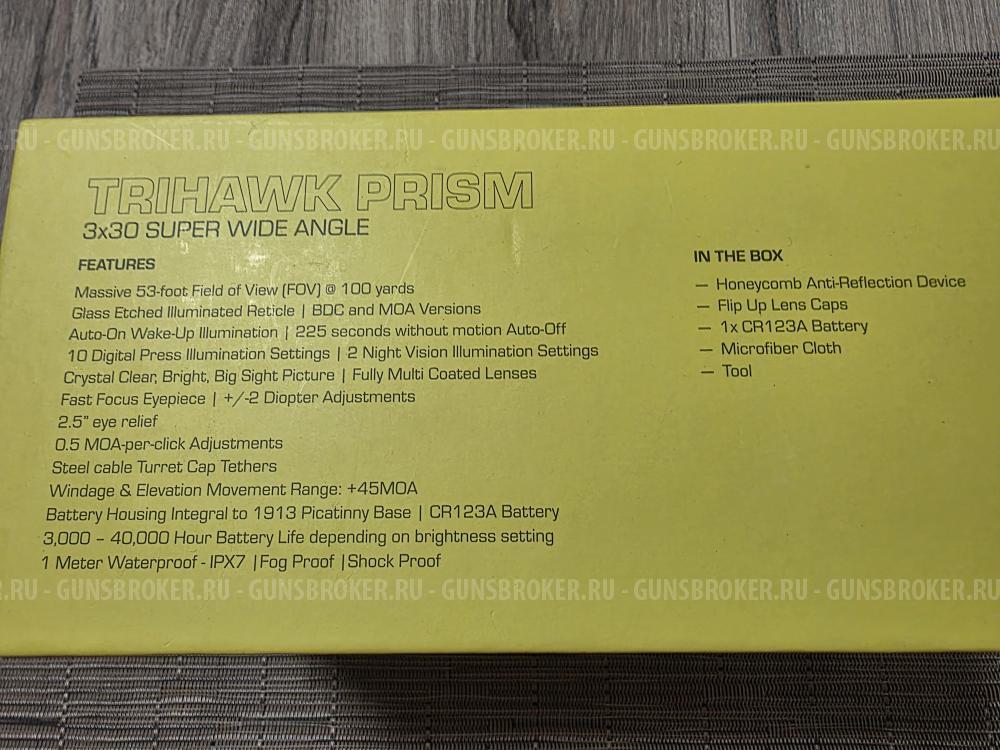 RU - GUNSBROKER.RU - GUNSBROKER.RU - GUNSBROKER.RU - GUNSBROKER.RU - GUNSBROKER.RU
TRIHAWK PRISM
3x30 SUPER WIDE ANGLE
FEATURES
Massive 53-foot Field of View (FOV) @ 100 yards
Glass Etched Illuminated Reticle | BDC and MOA Versions
Auto-On Wake-Up Illumination | 225 seconds without motion Auto-Off
10 Digital Press Illumination Settings | 2 Night Vision Illumination Settings
Crystal Clear, Bright, Big Sight Picture | Fully Multi Coated Lenses
Fast Focus Eyepiece | +/-2 Diopter Adjustments
2.5" eye relief
0.5 MOA-per-click Adjustments
Steel cable Turret Cap Tethers
Windage & Elevation Movement Range: +45MOA
Battery Housing Integral to 1913 Picatinny Base | CR123A Battery
3,000 – 40,000 Hour Battery Life depending on brightness setting
1 Meter Waterproof - IPX7 |Fog Proof |Shock Proof
IN THE BOX
— Honeycomb Anti-Reflection Device
— Flip Up Lens Caps
— 1x CR123A Battery
— Microfiber Cloth
— Tool
RU - GUNSBROKER.RU - GUNSBROKER.RU - GUNSBROKER.RU - GUNSBROKER.RU - GUNSBROKER.RU